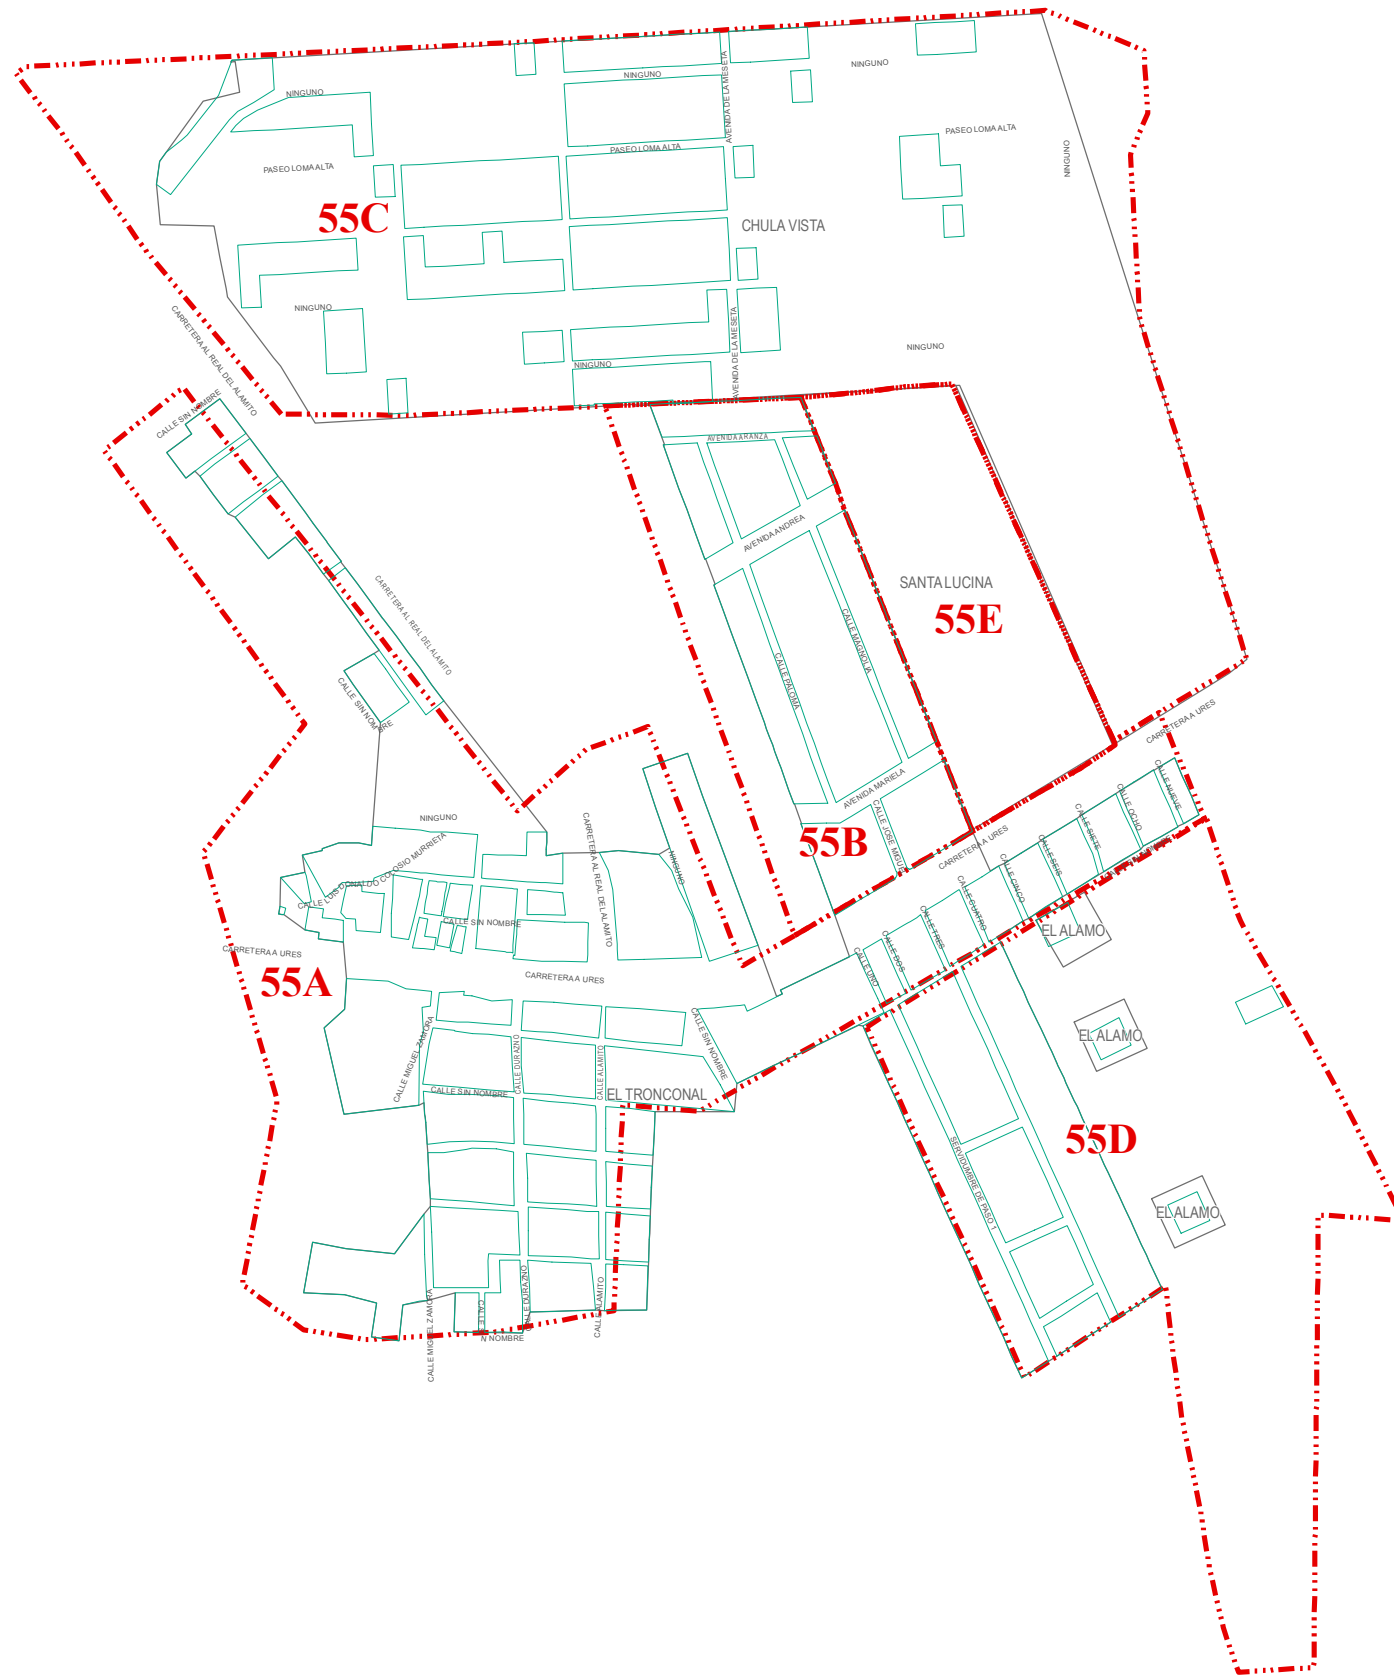 NINGUNO
NINGUNO
AVENIDA DE LA MESETA
NINGUNO
PASEO LOMA ALTA
PASEO LOMA ALTA
PASEO LOMA ALTA
NINGUNO
55C
CHULA VISTA
NINGUNO
NINGUNO
AVENIDA DE LA MESETA
NINGUNO
CARRETERA AL REAL DEL ALAMITO
CALLE SIN NOMBRE
AVENIDA ARANZA
AVENIDA ANDREA
CARRETERA AL REAL DEL ALAMITO
SANTA LUCINA
55E
CALLE MAGNOLIA
CALLE PALOMA
CALLE SIN NOMBRE
CARRETERA A URES
AVENIDA MARIELA
CALLE JOSE MIGUE
55B
CARRETERA A URES
CALLE NUEVE
CALLE OCHO
CALLE SIETE
CALLE SEIS
CALLE CINCO
CALLE CUATRO
CALLE TRES
CALLE DOS
CALLE UNO
NINGUNO
CALLE LUIS DONALDO COLOSIO MURRIETA
CARRETERA AL REAL DEL ALAMITO
NINGUNO
CALLE SIN NOMBRE
CARRETERA A URES
55A
CARRETERA A URES
EL ALAMO
CALLE MIGUEL ZAMORA
CALLE DURAZNO
CALLE ALAMITO
CALLE SIN NOMBRE
CALLE SIN NOMBRE
EL TRONCONAL
EL ALAMO
55D
SERVIDUMBRE DE PASO 1
EL ALAMO
CALLE MIGUEL ZAMORA
CALLE S
N NOMBRE
CALLE DURAZNO
CALLE ALAMITO